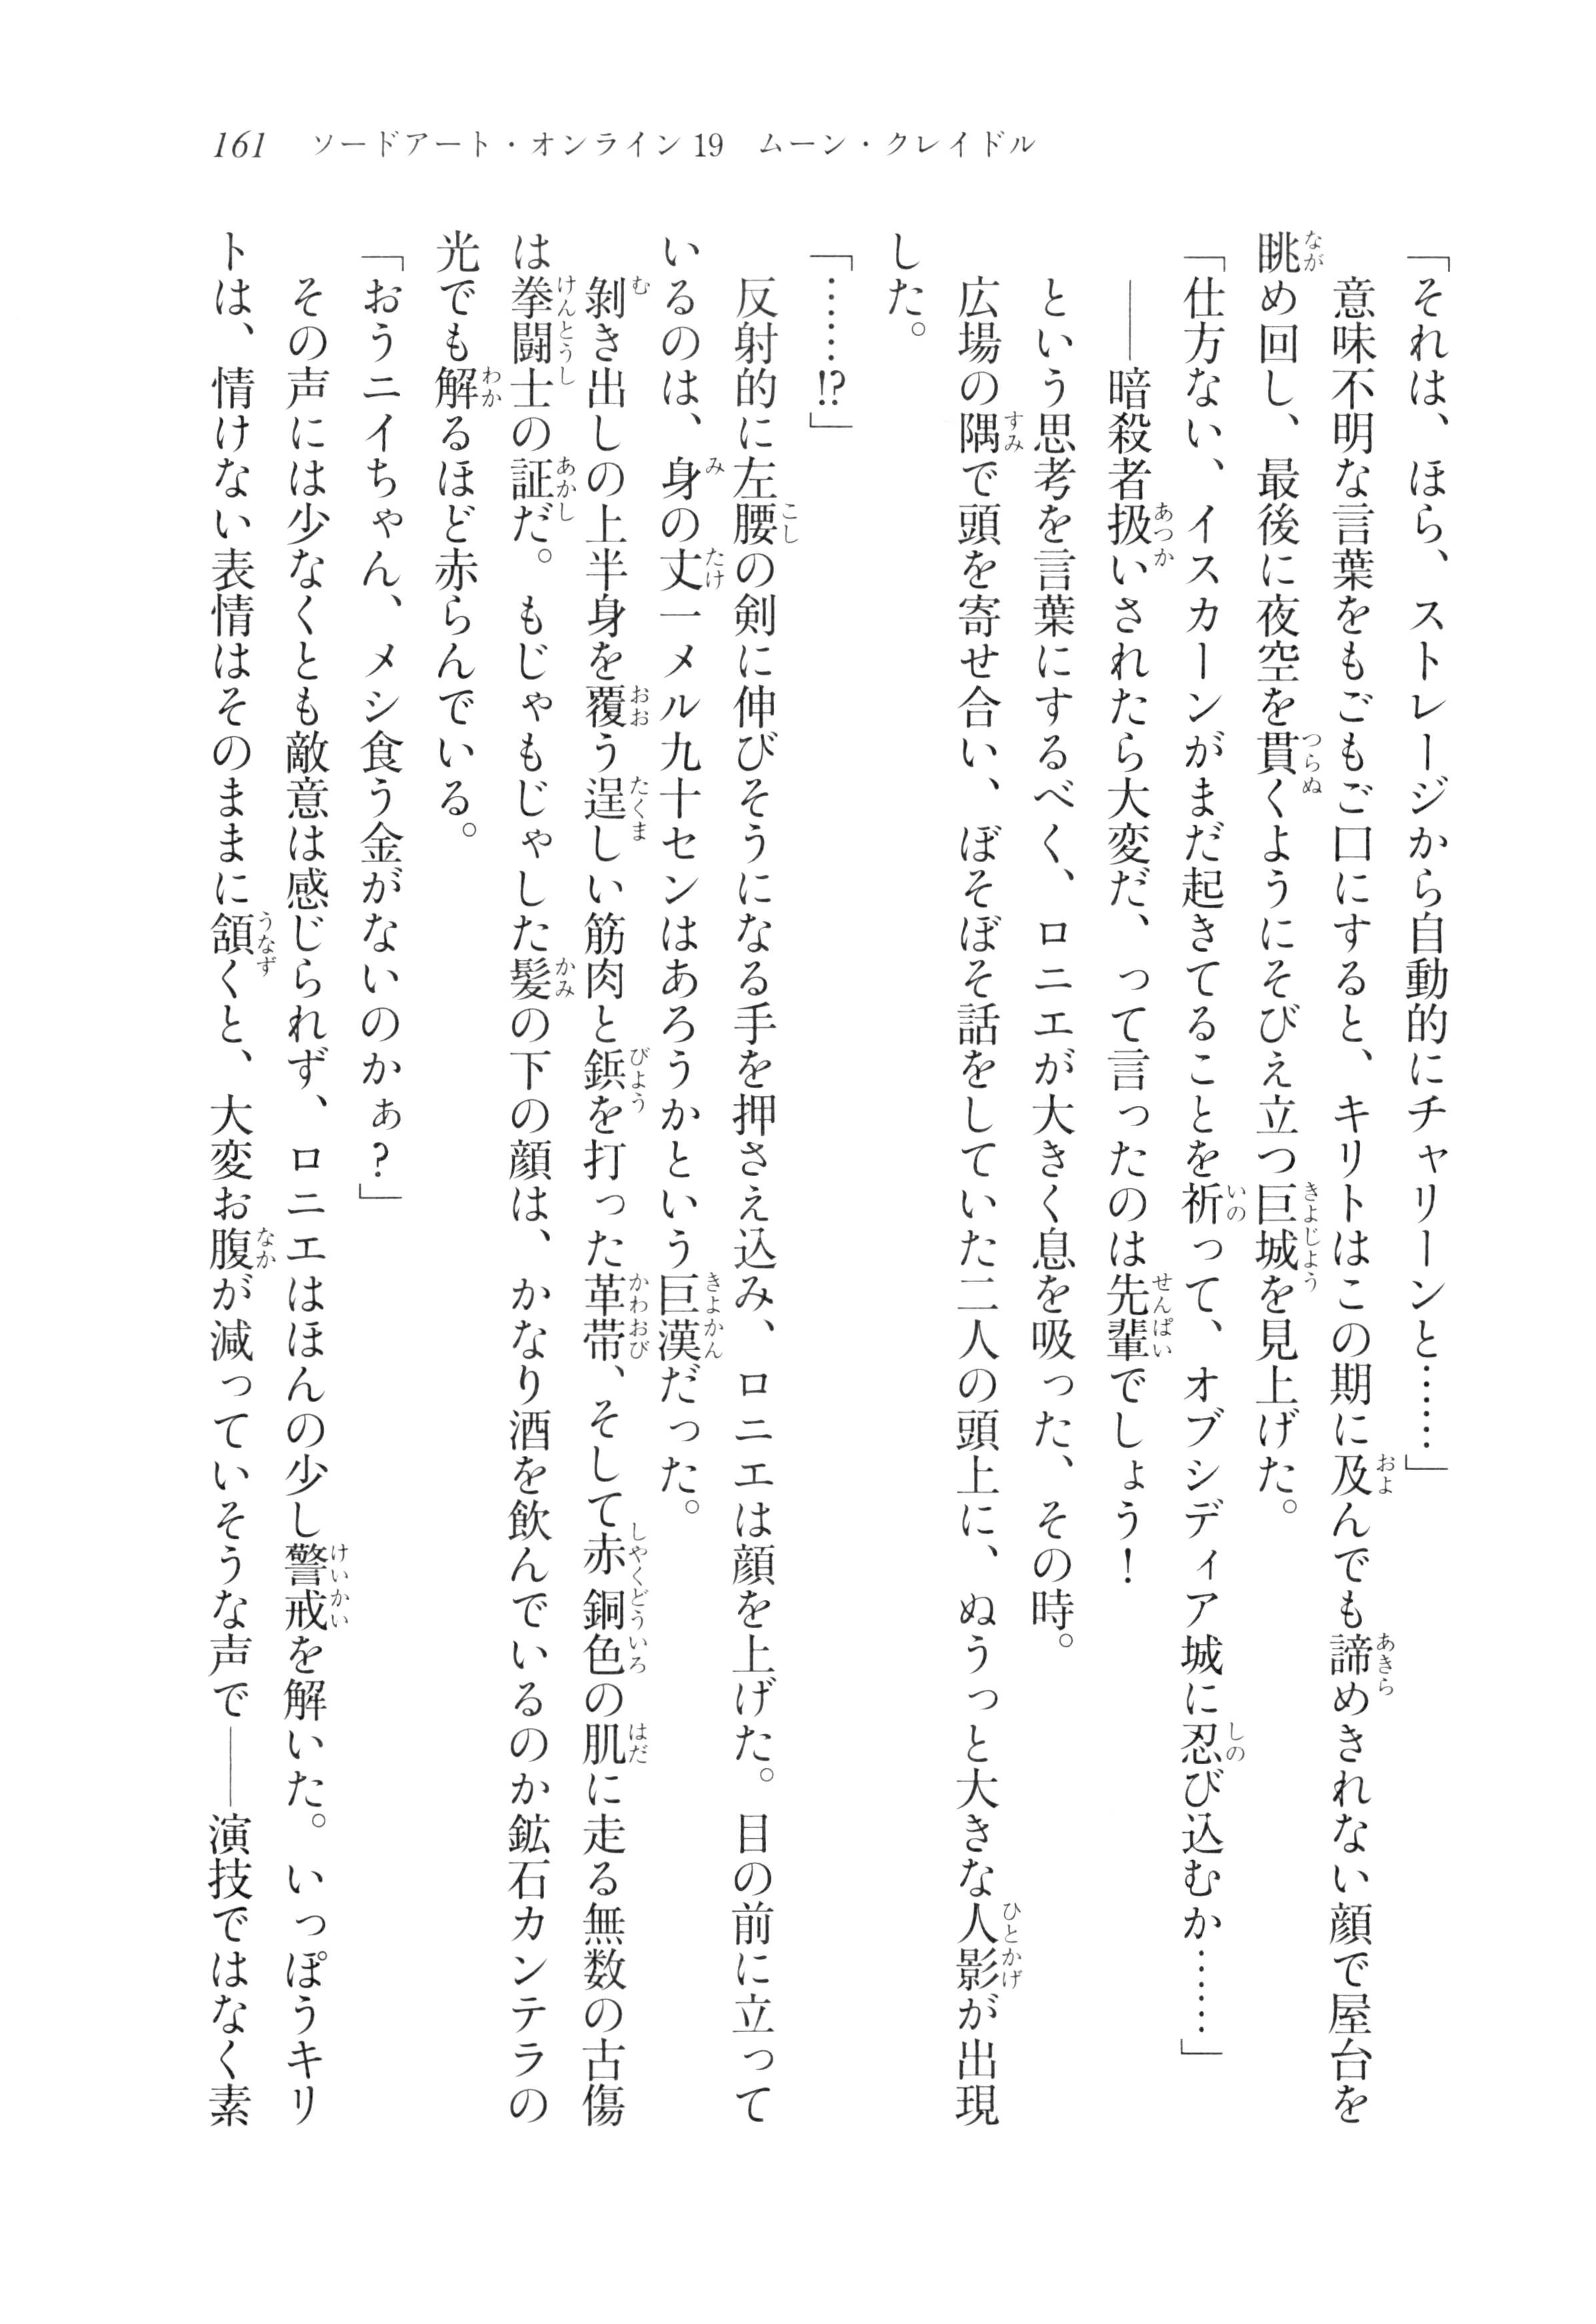 161 ソードアート・オンライン19 ムーン・クレイドル
「それは、ほら、ストレージから自動的にチャリーンと……」
意味不明な言葉をもごもご口にすると、キリトはこの期に及んでも諦めきれない顔で屋台を
眺め回し、最後に夜空を貫くようにそびえ立つ巨城を見上げた。
「仕方ない、イスカーンがまだ起きてることを祈って、オブシディア城に忍び込むか……」
――暗殺者扱いされたら大変だ、って言ったのは先輩でしょう！
という思考を言葉にするべく、ロニエが大きく息を吸った、その時。
広場の隅で頭を寄せ合い、ぼそぼそ話をしていた二人の頭上に、ぬうっと大きな人影が出現
した。
「……!?」
反射的に左腰の剣に伸びそうになる手を押さえ込み、ロニエは顔を上げた。目の前に立って
いるのは、身の丈一メル九十センはあろうかという巨漢だった。
剝き出しの上半身を覆う逞しい筋肉と鋲を打った革帯、そして赤銅色の肌に走る無数の古傷
は拳闘士の証だ。もじゃもじゃした髪の下の顔は、かなり酒を飲んでいるのか鉱石カンテラの
光でも解るほど赤らんでいる。
「おうニイちゃん、メシ食う金がないのかぁ？」
その声には少なくとも敵意は感じられず、ロニエはほんの少し警戒を解いた。いっぽうキリ
トは、情けない表情はそのままに頷くと、大変お腹が減っていそうな声で――演技ではなく素